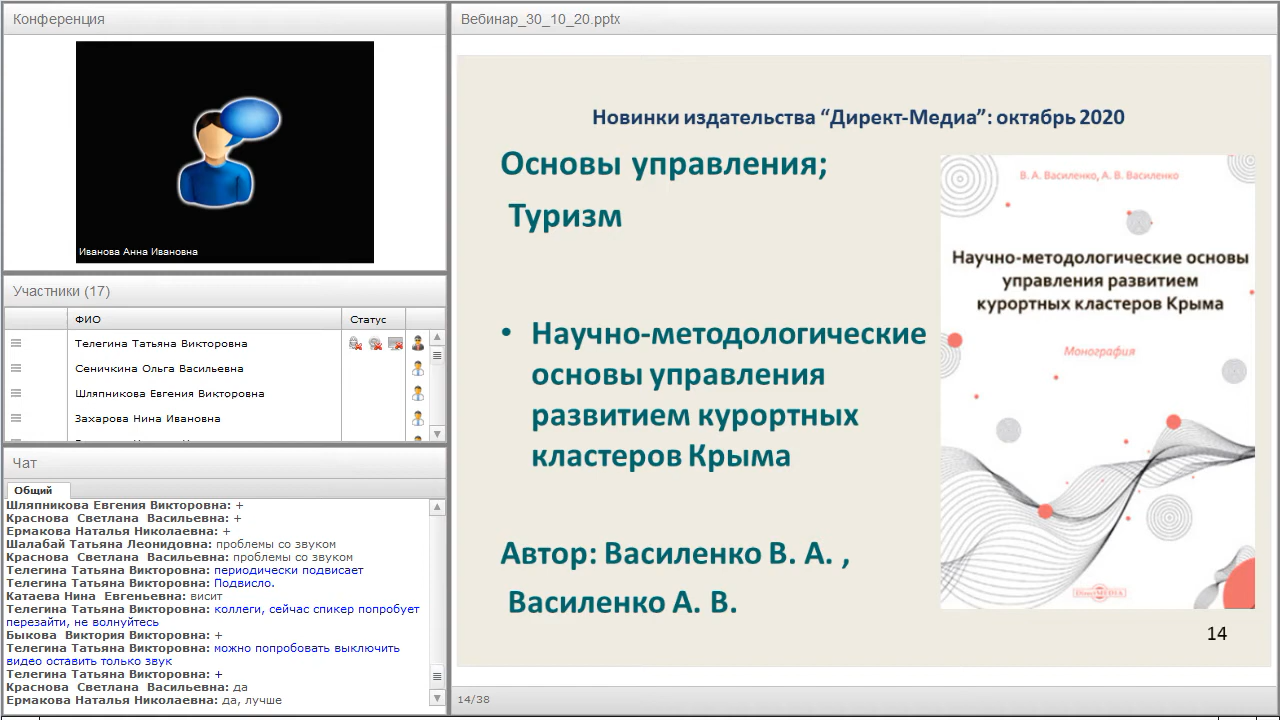 Конференция
Иванова Анна Ивановна
Участники (17)
ФИО
Статус
Телегина Татьяна Викторовна
Сеничкина Ольга Васильевна
Шляпникова Евгения Викторовна
Захарова Нина Ивановна
Чат
Общий
Шляпникова Евгения Викторовна: +
Краснова Светлана Васильевна: +
Ермакова Наталья Николаевна: +
Шалабай Татьяна Леонидовна: проблемы со звуком
Краснова Светлана Васильевна: проблемы со звуком
Телегина Татьяна Викторовна: периодически подвисает
Телегина Татьяна Викторовна: Подвисло.
Катаева Нина Евгеньевна: висит
Телегина Татьяна Викторовна: коллеги, сейчас спикер попробует
перезайти, не волнуйтесь
Быкова Виктория Викторовна: +
Телегина Татьяна Викторовна: можно попробовать выключить
видео оставить только звук
Телегина Татьяна Викторовна: +
Краснова Светлана Васильевна: да
Ермакова Наталья Николаевна: да, лучше
Вебинар_30_10_20.pptx
Новинки издательства “Директ-Медиа”: октябрь 2020
Основы управления;
Туризм
• Научно-методологические
основы управления
развитием курортных
кластеров Крыма
Автор: Василенко В. А. ,
Василенко А. В.
В. А. Василенко, А. В. Василенко
Научно-методологические основы
управления развитием
курортных кластеров Крыма
Монография
DirectMEDIA
14
14/38